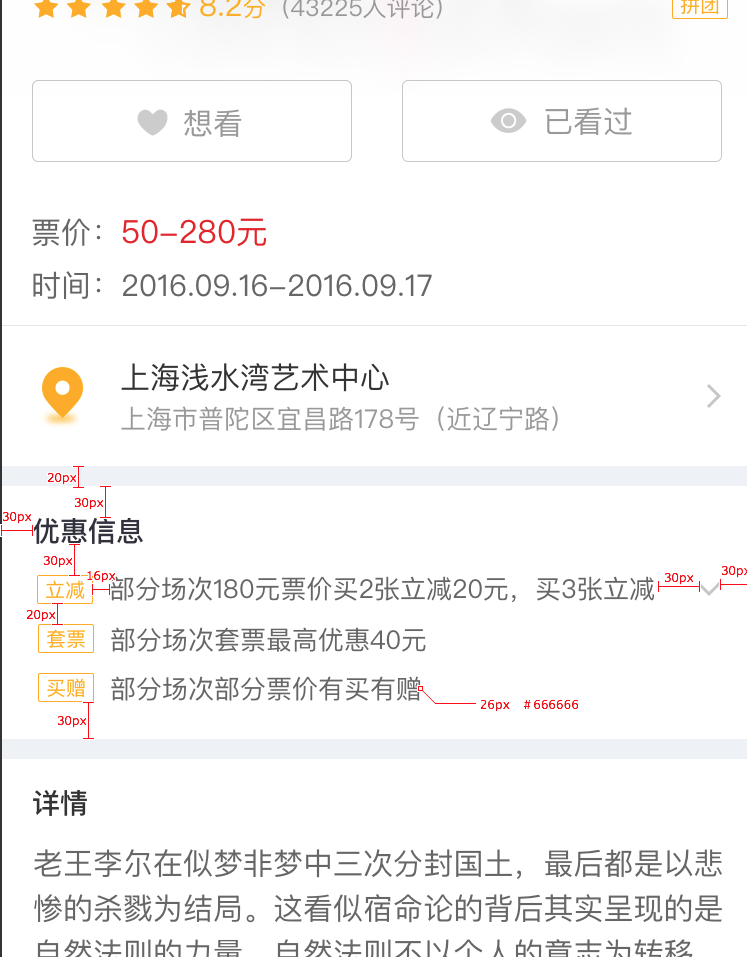 8.2分 (43225人评论) 拼团
想看 已看过
票价：50-280元
时间：2016.09.16-2016.09.17
上海浅水湾艺术中心
上海市普陀区宜昌路178号（近辽宁路）
20px
30px
30px
优惠信息
30px
16px
立减 部分场次180元票价买2张立减20元，买3张立减 30px 30px
20px
套票 部分场次套票最高优惠40元
买赠 部分场次部分票价有买有赠
26px #666666
30px
详情
老王李尔在似梦非梦中三次分封国土，最后都是以悲
惨的杀戮为结局。这看似宿命论的背后其实呈现的是
自然法则的力量，自然法则不以个人的意志为转移